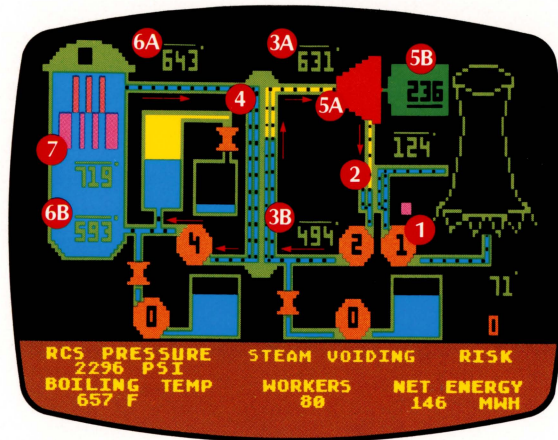 6A 3A 5B
643° 631°
4 5A 236
124°
7 2
719°
6B 3B 1
593° 494°
4 2 1
71°
0 0 0
RCS PRESSURE STEAM VOIDING RISK
2296 PSI
BOILING TEMP WORKERS NET ENERGY
657 F 80 146 MWH